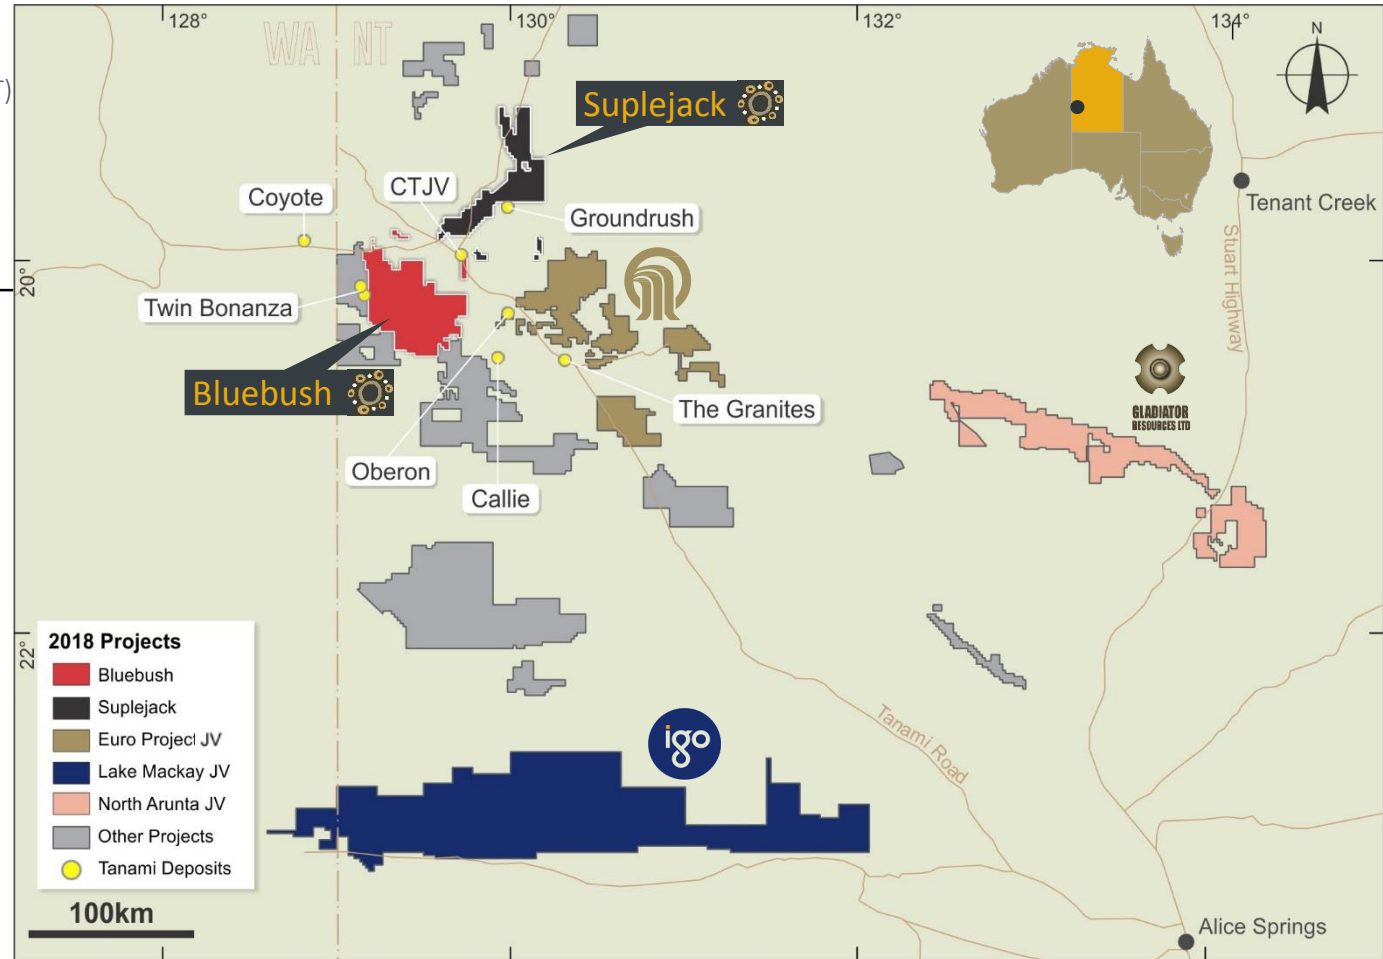 128°
130°
132°
134°
WA
NT
N
T)
Suplejack
Coyote
CTJV
Groundrush
Tenant Creek
Stuart Highway
20°
Twin Bonanza
Bluebush
The Granites
GLADIATOR
RESOURCES LTD
Oberon
Callie
22°
2018 Projects
Bluebush
Suplejack
Euro Project JV
Lake Mackay JV
North Arunta JV
Other Projects
Tanami Deposits
igo
Tanami Road
100km
Alice Springs